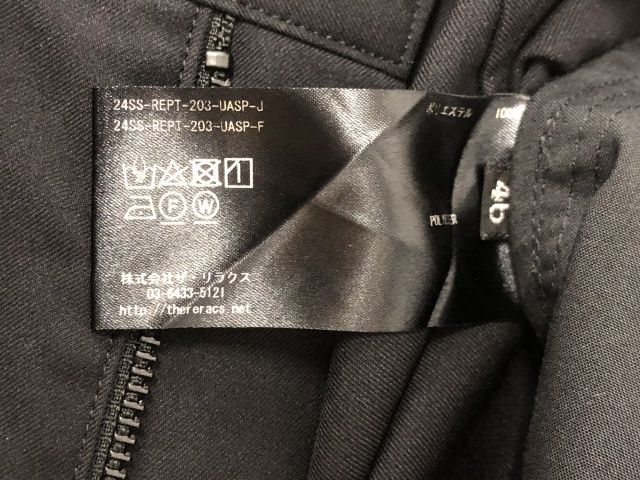 24SS-REPT-203-UASP-J
24SS-REPT-203-UASP-F
ポリエステル
F W
株式会社ザ・リラクス
03-6433-5121
http://thereracs.net
46